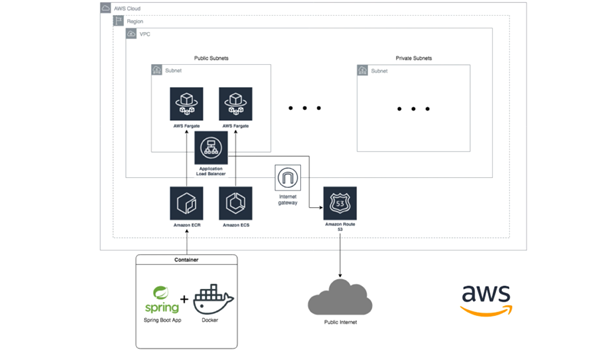 AWS Cloud
Region
VPC
Public Subnets
Private Subnets
Subnet
Subnet
AWS Fargate
AWS Fargate
Application
Load Balancer
Internet
gateway
53
Amazon ECR
Amazon ECS
Amazon Route
53
Container
spring
+
Spring Boot App
Docker
Public Internet
aws